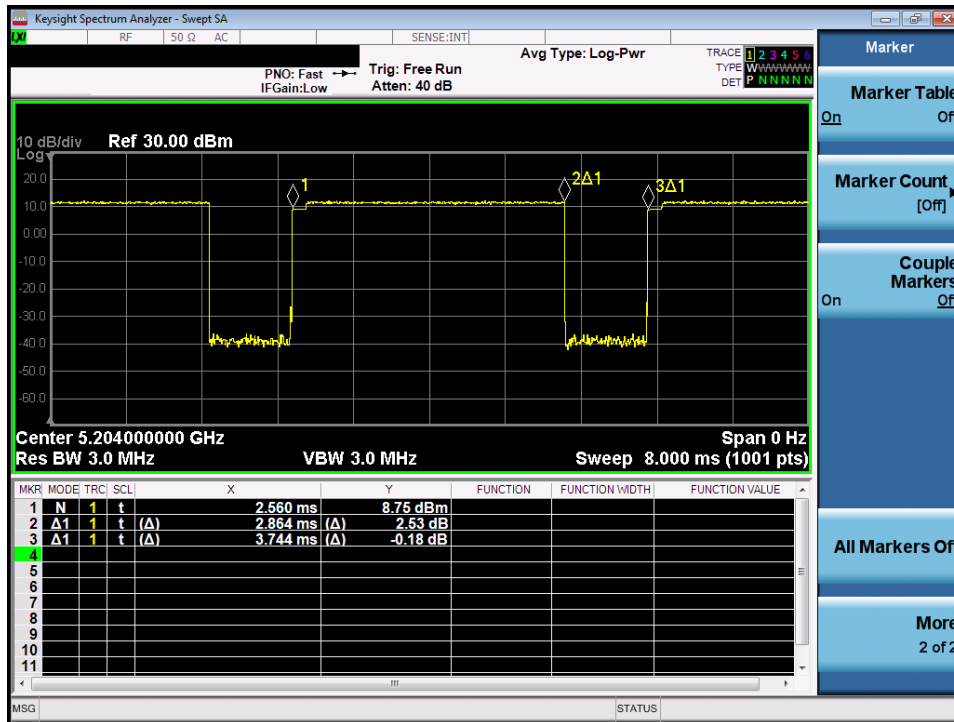 Keysight Spectrum Analyzer - Swept SA
LXI RF 50 Ω AC SENSE:INT
Marker
Avg Type: Log-Pwr
TRACE 1 2 3 4 5 6
TYPE WWWWWW
DET P N N N N N
PNO: Fast Trig: Free Run
IFGain:Low Atten: 40 dB
Marker Table
On Of
Marker Count
[Off]
Couple
Markers
On Of
All Markers Of
More
2 of 2
10 dB/div Ref 30.00 dBm
Log
20.0
10.0
0.00
-10.0
-20.0
-30.0
-40.0
-50.0
-60.0
1
2Δ1
3Δ1
Center 5.204000000 GHz Span 0 Hz
Res BW 3.0 MHz VBW 3.0 MHz Sweep 8.000 ms (1001 pts)
MKR MODE TRC SCL X Y FUNCTION FUNCTION WIDTH FUNCTION VALUE
1 N 1 t 2.560 ms 8.75 dBm
2 Δ1 1 t (Δ) 2.864 ms (Δ) 2.53 dB
3 Δ1 1 t (Δ) 3.744 ms (Δ) -0.18 dB
4
5
6
7
8
9
10
11
MSG STATUS